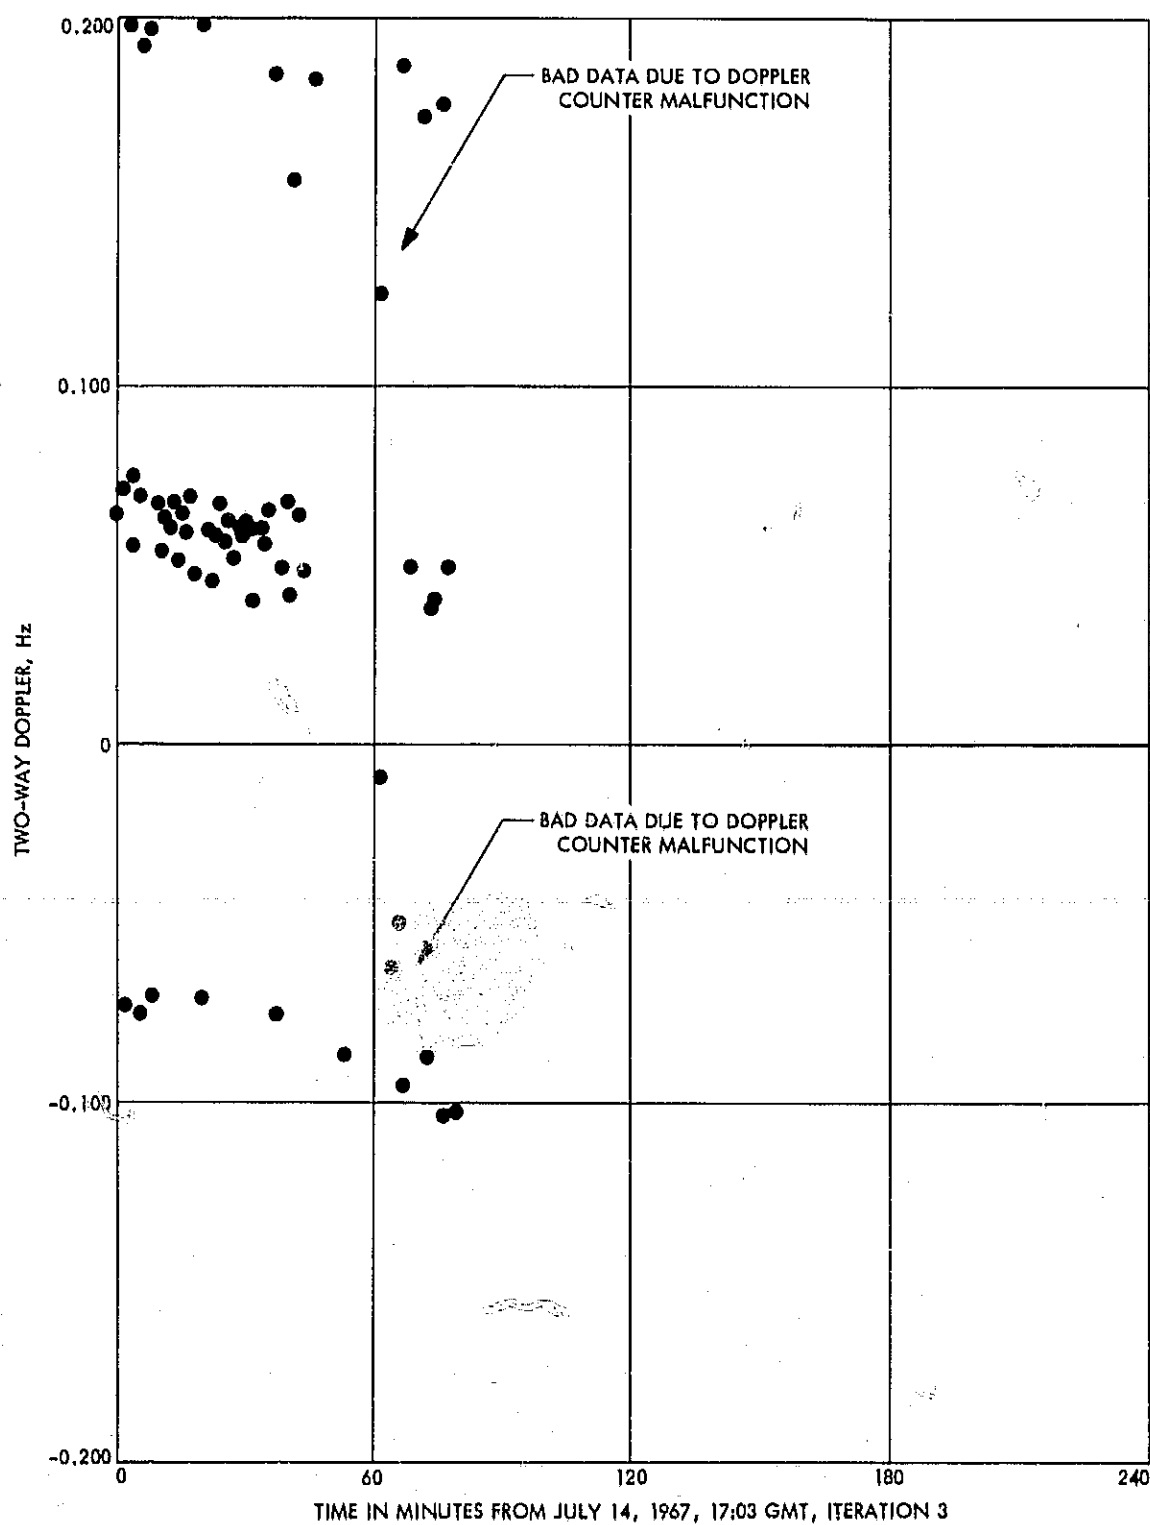 0.200
BAD DATA DUE TO DOPPLER
COUNTER MALFUNCTION
0.100
TWO-WAY DOPPLER, Hz
0
BAD DATA DUE TO DOPPLER
COUNTER MALFUNCTION
-0.100
-0.200
0 60 120 180 240
TIME IN MINUTES FROM JULY 14, 1967, 17:03 GMT, ITERATION 3